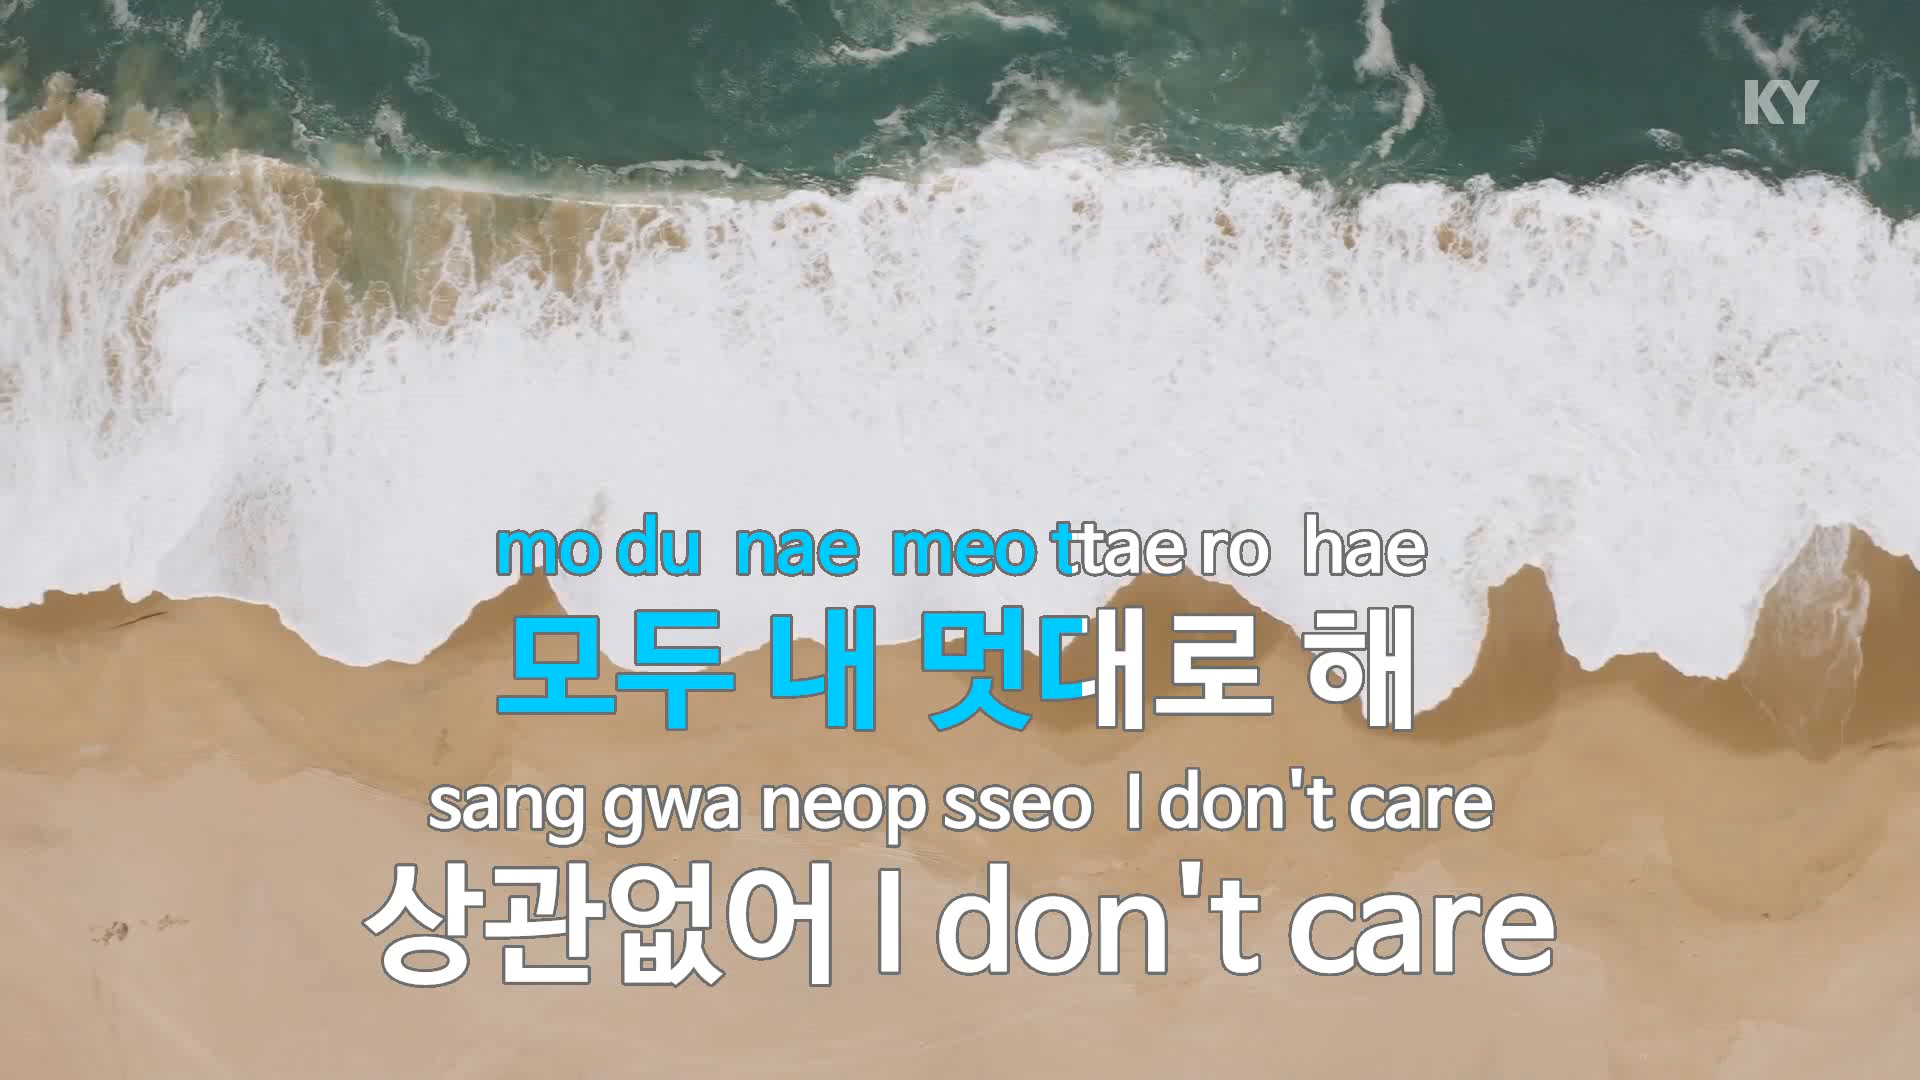 KY
mo du nae meo ttae ro hae
모두 내 멋대로 해
sang gwa neop sseo I don't care
상관없어 I don't care